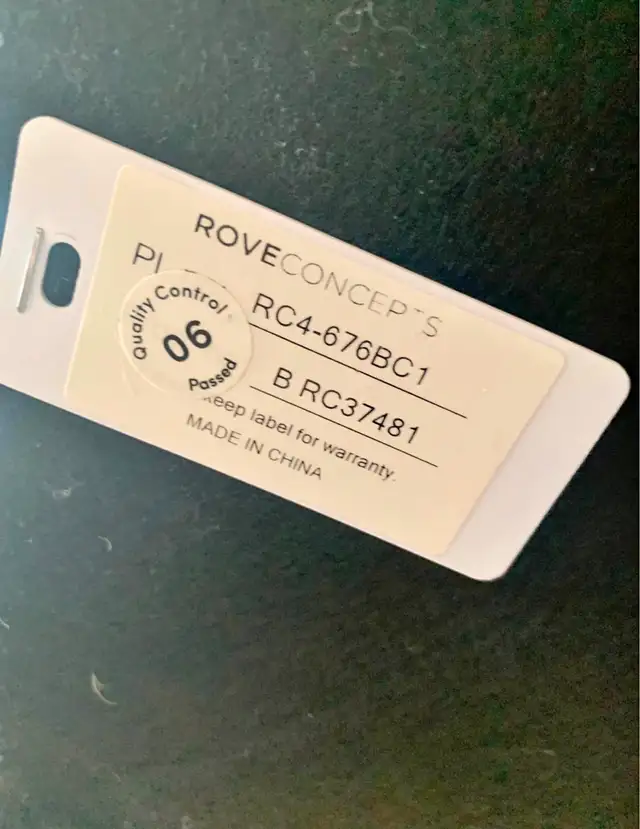 ROVECONCEPTS
RC4-676BC1
B RC37481
Quality Control
06
Passed
keep label for warranty.
MADE IN CHINA